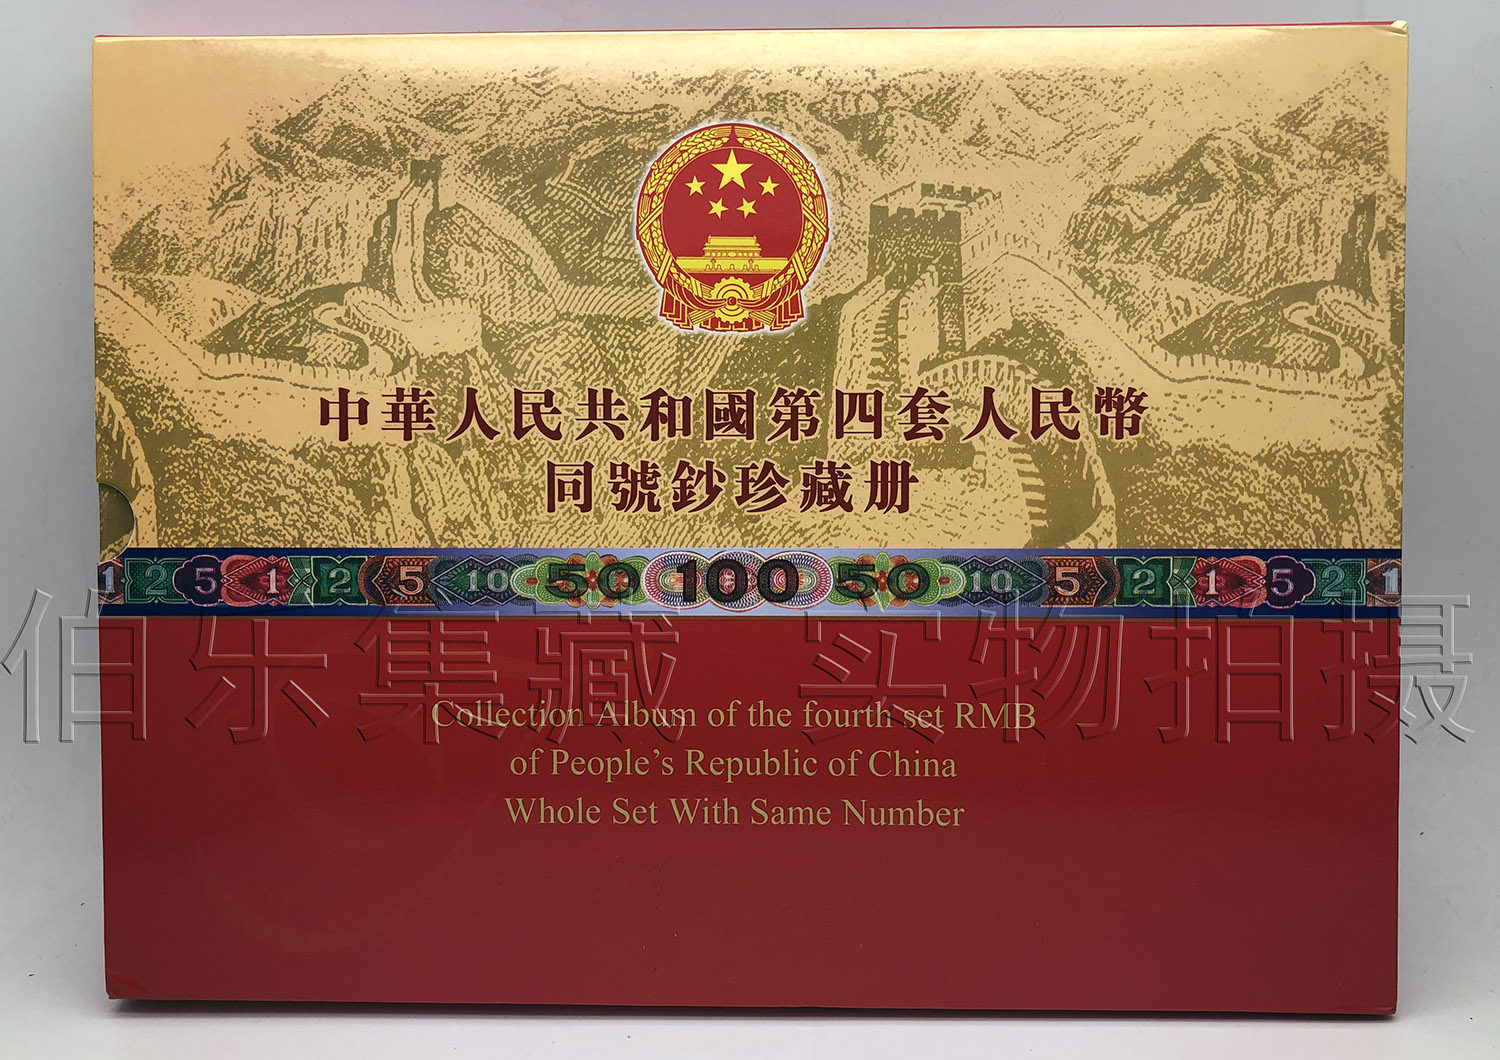 中華人民共和國第四套人民幣
同號鈔珍藏册
1 2 5 1 2 5 10 50 100 50 10 5 2 1 5 2 1
伯乐集藏 实物拍摄
Collection Album of the fourth set RMB
of People's Republic of China
Whole Set With Same Number